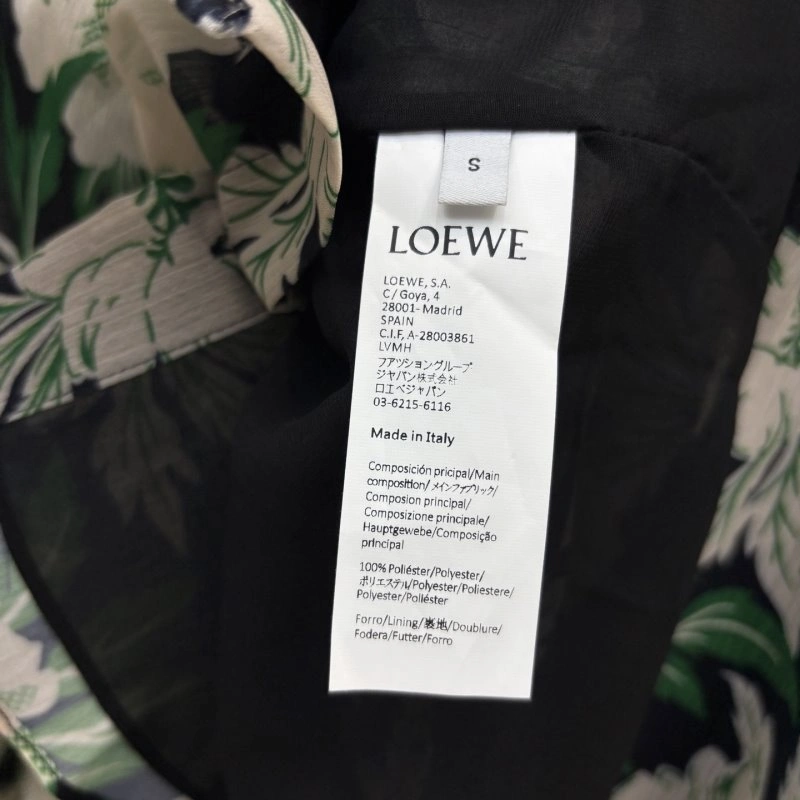 S
LOEWE
LOEWE, S.A.
C/ Goya, 4
28001- Madrid
SPAIN
C.I.F, A-28003861
LVMH
フアッショングループ
ジャパン株式会社
ロエベジャパン
03-6215-6116
Made in Italy
Composición pricipal/Main
composition/メインファブリック/
Composion principal/
Composizione principale/
Hauptgewebe/Composição
principal
100% Poliéster/Polyester/
ポリエステル/Polyester/Poliestere/
Polyester/Poliéster
Forro/Lining/裏地/Doublure/
Fodera/Futter/Forro